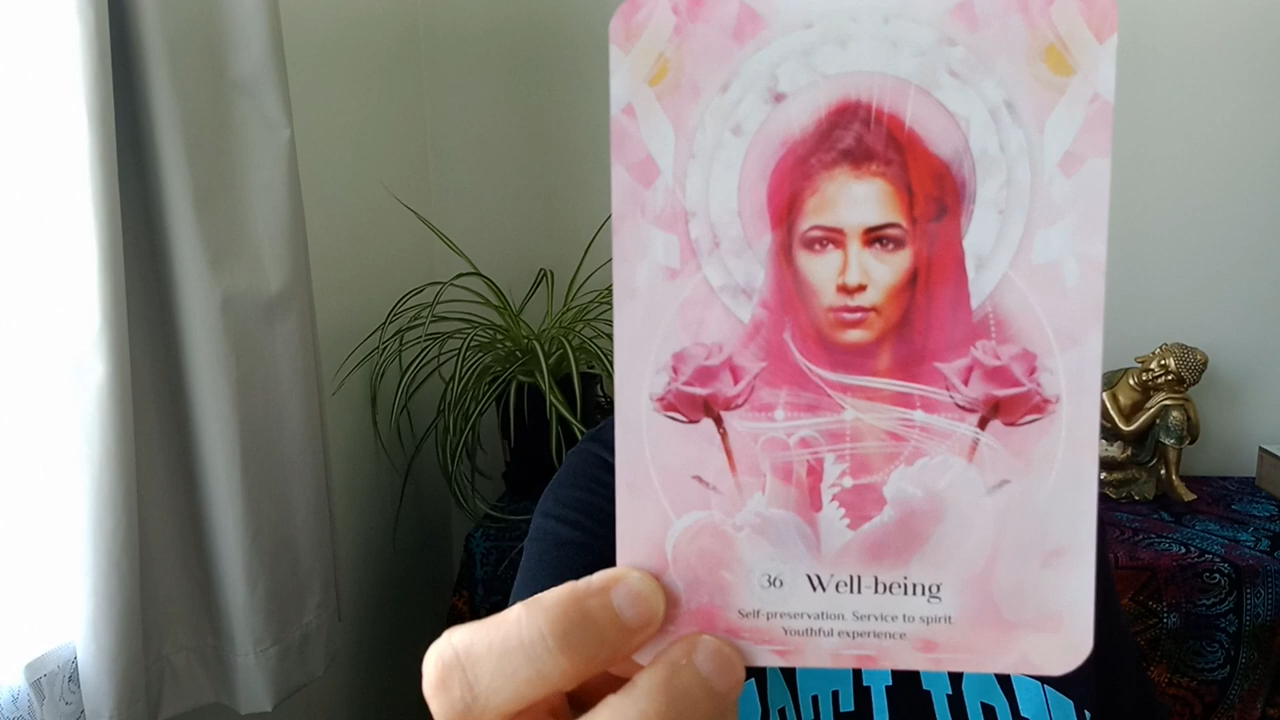 36 Well-being
Self-preservation. Service to spirit.
Youthful experience.